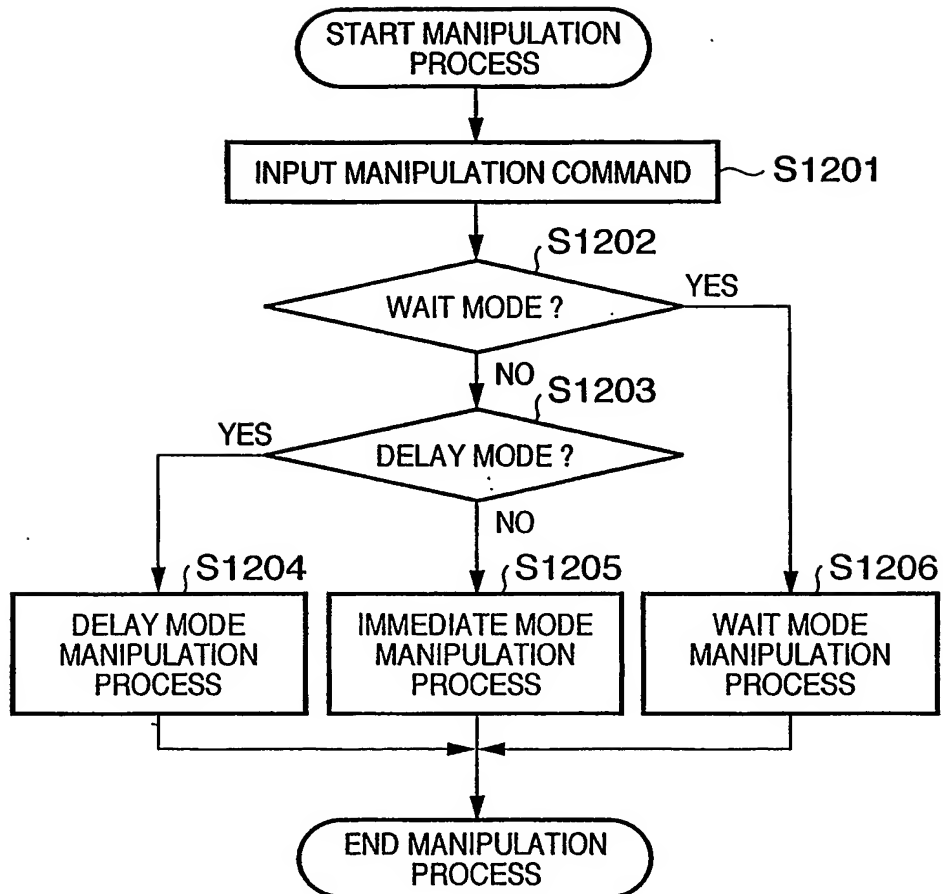 START MANIPULATION
PROCESS
INPUT MANIPULATION COMMAND
S1201
S1202
WAIT MODE ?
YES
NO
S1203
YES
DELAY MODE ?
NO
S1204
S1205
S1206
DELAY MODE
MANIPULATION
PROCESS
IMMEDIATE MODE
MANIPULATION
PROCESS
WAIT MODE
MANIPULATION
PROCESS
END MANIPULATION
PROCESS